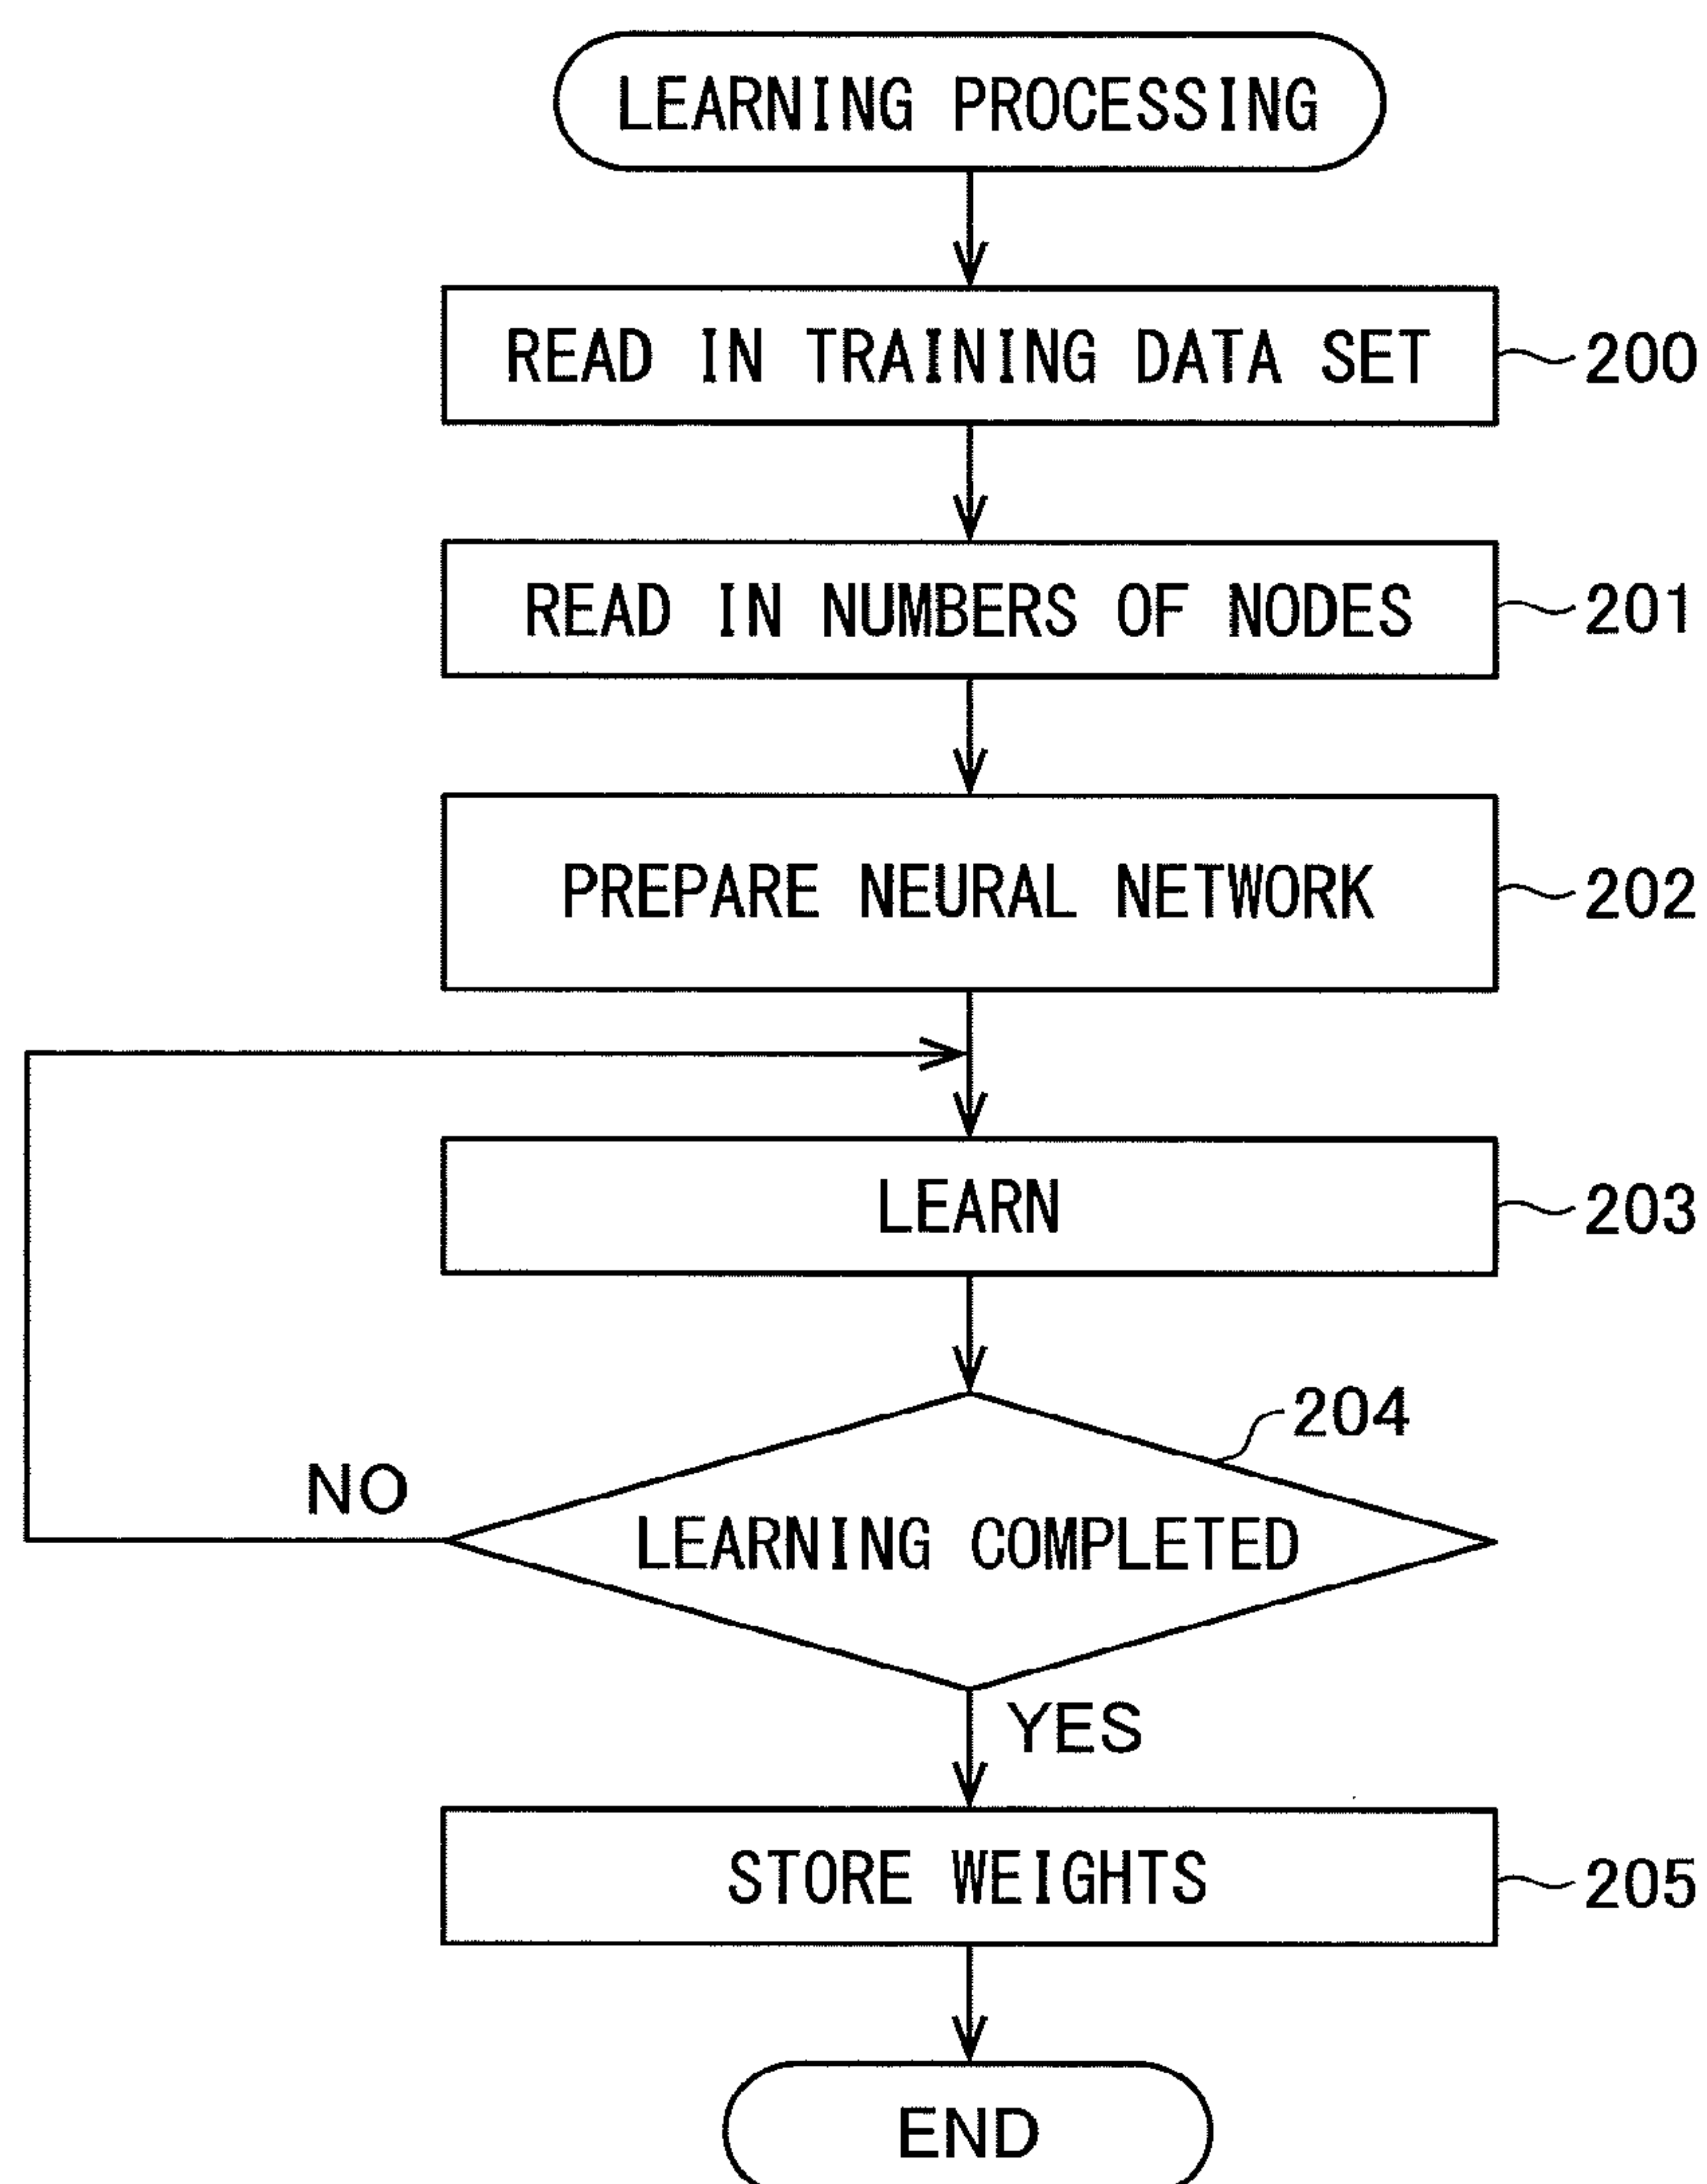 LEARNING PROCESSING
READ IN TRAINING DATA SET
200
READ IN NUMBERS OF NODES
201
PREPARE NEURAL NETWORK
202
LEARN
203
204
NO
LEARNING COMPLETED
YES
STORE WEIGHTS
205
END